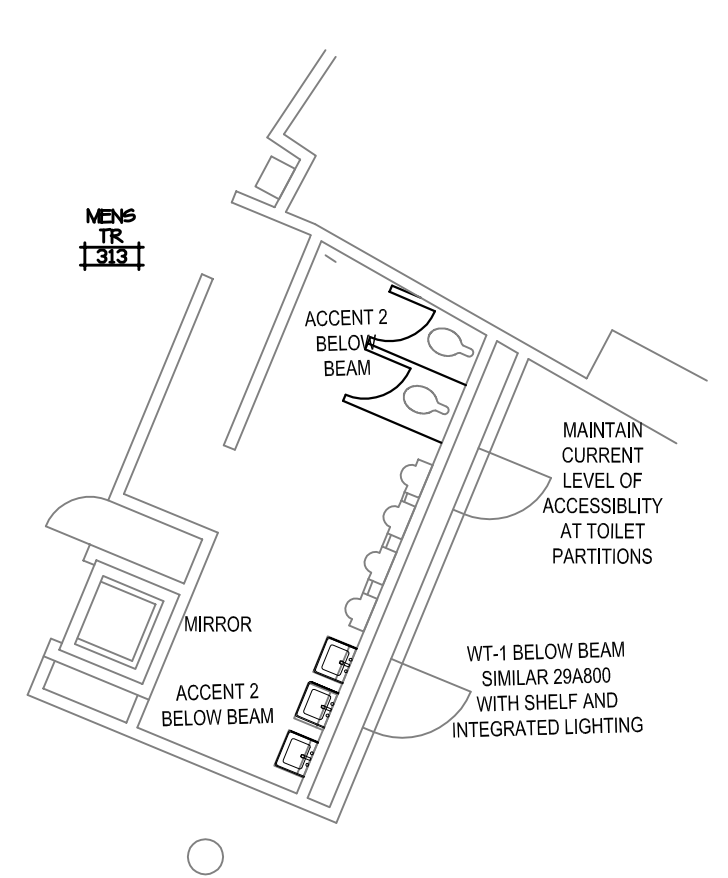 MENS
TR
313
ACCENT 2
BELOW
BEAM
MAINTAIN
CURRENT
LEVEL OF
ACCESSIBLITY
AT TOILET
PARTITIONS
MIRROR
WT-1 BELOW BEAM
SIMILAR 29A800
WITH SHELF AND
INTEGRATED LIGHTING
ACCENT 2
BELOW BEAM